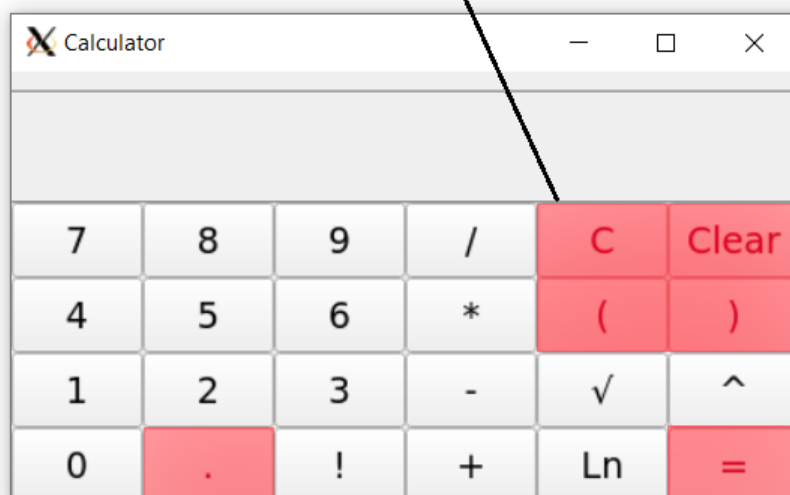 Calculator
7 8 9 / C Clear
4 5 6 * ( )
1 2 3 - √ ^
0 . ! + Ln =